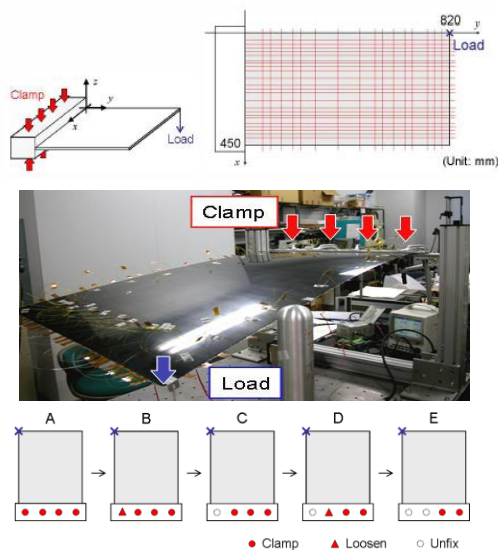 820
y
Load
z
Clamp
y
x
Load
450
x
(Unit: mm)
Clamp
Load
A B C D E
Clamp Loosen Unfix